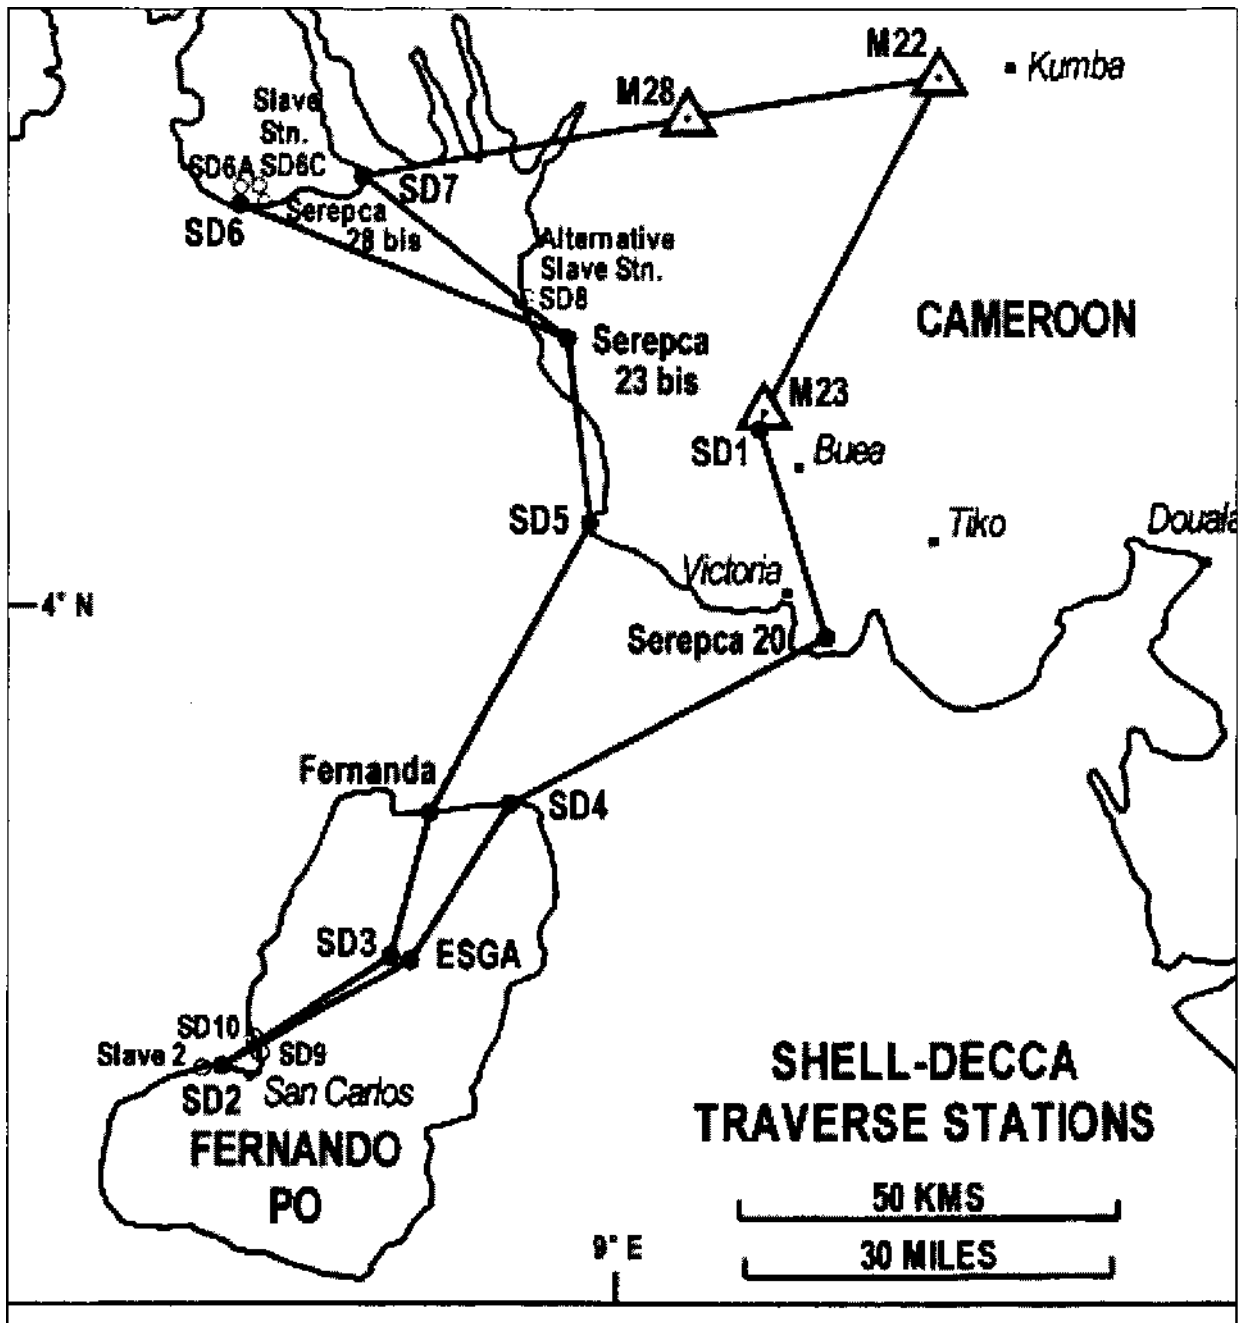 M22
Kumba
M28
Slave
Stn.
SD6A SD6C
SD7
SD6
Serepca
28 bis
Alternative
Slave Stn.
SD8
CAMEROON
Serepca
23 bis
M23
SD1
Buea
SD5
Tiko
Douala
Victoria
4° N
Serepca 20
Fernanda
SD4
SD3
ESGA
SD10
Slave 2
SD9
SD2
San Carlos
SHELL-DECCA
TRAVERSE STATIONS
FERNANDO
PO
50 KMS
9° E
30 MILES